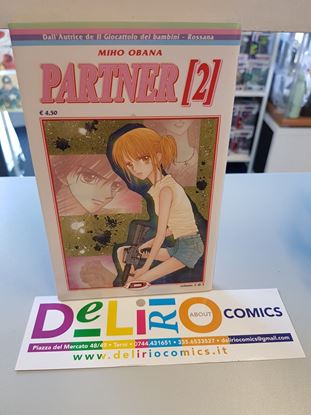 Dall'Autrice de Il Giocattolo dei bambini - Rossana
MIHO OBANA
PARTNER [2]
€ 4,50
D
DELIRIO ABOUT COMICS
Piazza del Mercato 48/49 • Terni • 0744.431651 • 335.6533527 • deliriocomics@gmail.com
www.deliriocomics.it